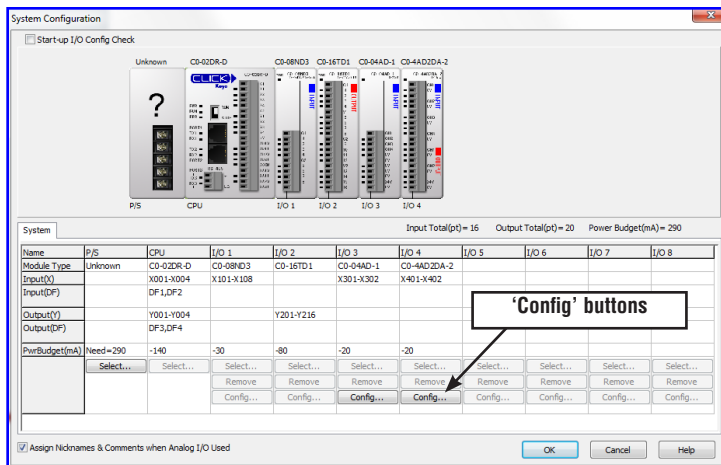 System Configuration
Start-up I/O Config Check
Unknown C0-02DR-D C0-08ND3 C0-16TD1 C0-04AD-1 C0-4AD2DA-2
CLICK
?
P/S CPU I/O 1 I/O 2 I/O 3 I/O 4
System Input Total(pt)= 16 Output Total(pt)= 20 Power Budget(mA)= 290
Name P/S CPU I/O 1 I/O 2 I/O 3 I/O 4 I/O 5 I/O 6 I/O 7 I/O 8
Module Type Unknown C0-02DR-D C0-08ND3 C0-16TD1 C0-04AD-1 C0-4AD2DA-2
Input(X) X001-X004 X101-X108 X301-X302 X401-X402
Input(DF) DF1,DF2
'Config' buttons
Output(Y) Y001-Y004 Y201-Y216
Output(DF) DF3,DF4
PwrBudget(mA) Need=290 -140 -30 -80 -20 -20
Select... Select... Select... Select... Select... Select... Select... Select... Select... Select...
Remove Remove Remove Remove Remove Remove Remove Remove
Config... Config... Config... Config... Config... Config... Config... Config...
Assign Nicknames & Comments when Analog I/O Used OK Cancel Help